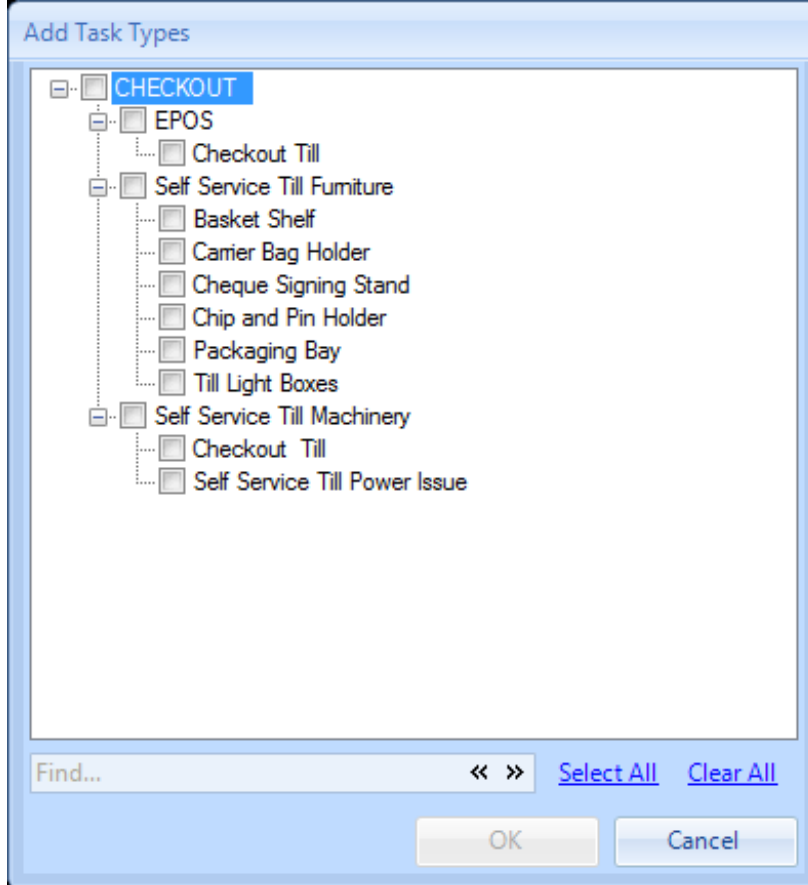 Add Task Types
CHECKOUT
EPOS
Checkout Till
Self Service Till Furniture
Basket Shelf
Carrier Bag Holder
Cheque Signing Stand
Chip and Pin Holder
Packaging Bay
Till Light Boxes
Self Service Till Machinery
Checkout  Till
Self Service Till Power Issue
Find... « » Select All Clear All
OK Cancel